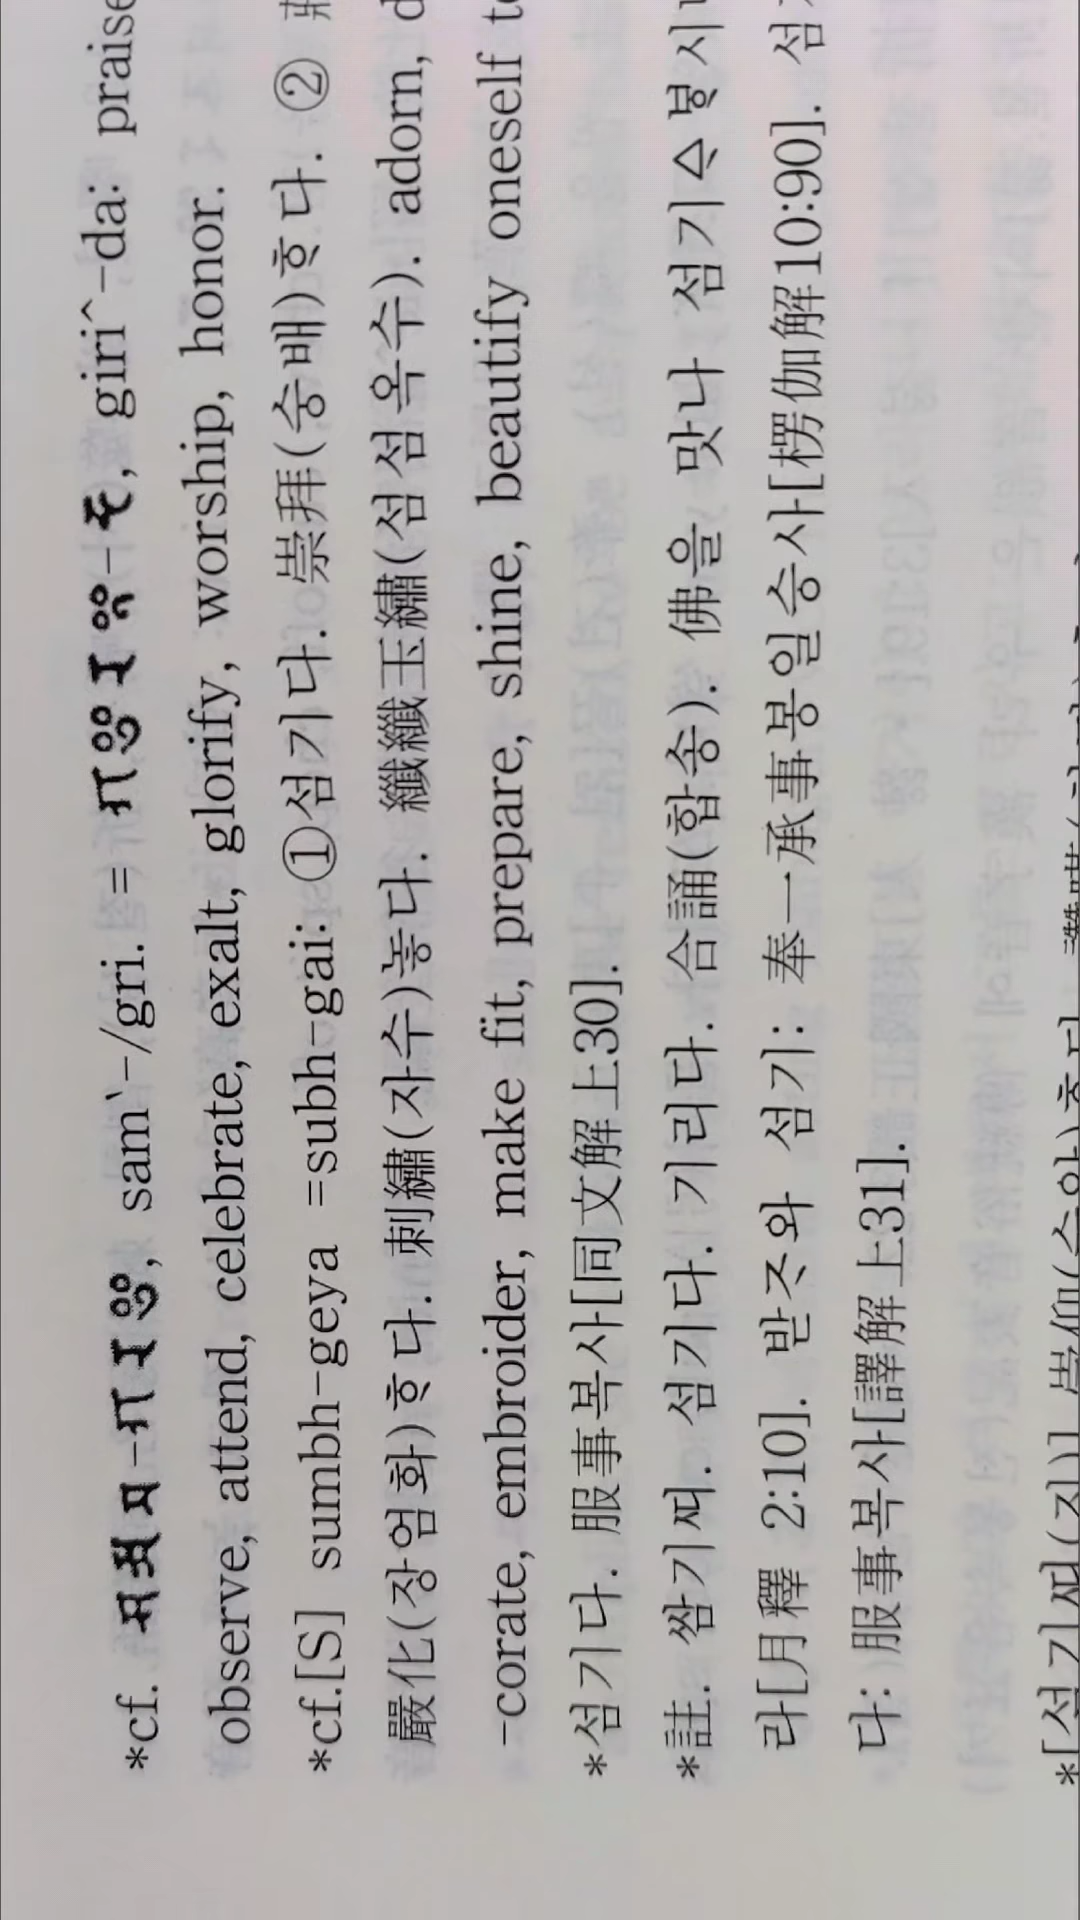 *cf. sam`-/gri. = , giri^-da: praise
observe, attend, celebrate, exalt, glorify, worship, honor.
*cf.[S] sumbh-geya =subh-gai: ①섬기다. 崇拜(숭배)ᄒᆞ다. ②
嚴化(장엄화)ᄒᆞ다. 刺繡(자수)놓다. 纖纖玉繡(섬섬옥수). adorn,
-corate, embroider, make fit, prepare, shine, beautify oneself
*섬기다. 服事복사[同文解上30].
*註. 쌈기째. 섬기다. 기리다. 合誦(합송). 佛을 맛나 섬기ᅀᆞᄫᆞ시
라[月釋 2:10]. 받ᄌᆞ와 섬기: 奉一承事봉일승사[楞伽解10:90]. 섬
다: 服事복사[譯解上31].